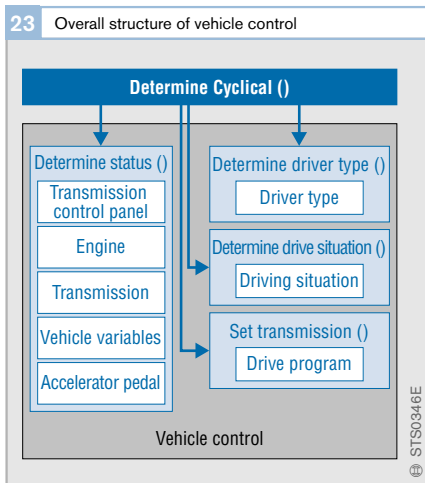 23 Overall structure of vehicle control
Determine Cyclical ()
Determine status ()
Transmission
control panel
Engine
Transmission
Vehicle variables
Accelerator pedal
Determine driver type ()
Driver type
Determine drive situation ()
Driving situation
Set transmission ()
Drive program
Vehicle control
STS0346E